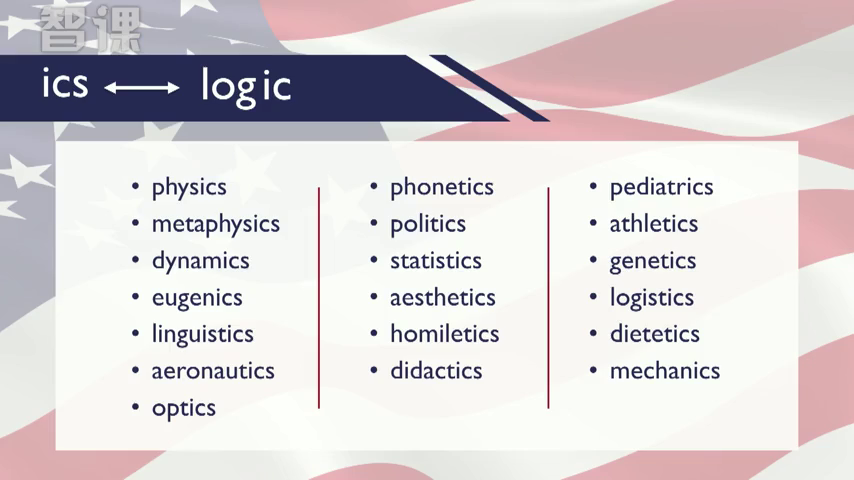 智课
ics ⟷ logic
• physics
• metaphysics
• dynamics
• eugenics
• linguistics
• aeronautics
• optics
• phonetics
• politics
• statistics
• aesthetics
• homiletics
• didactics
• pediatrics
• athletics
• genetics
• logistics
• dietetics
• mechanics